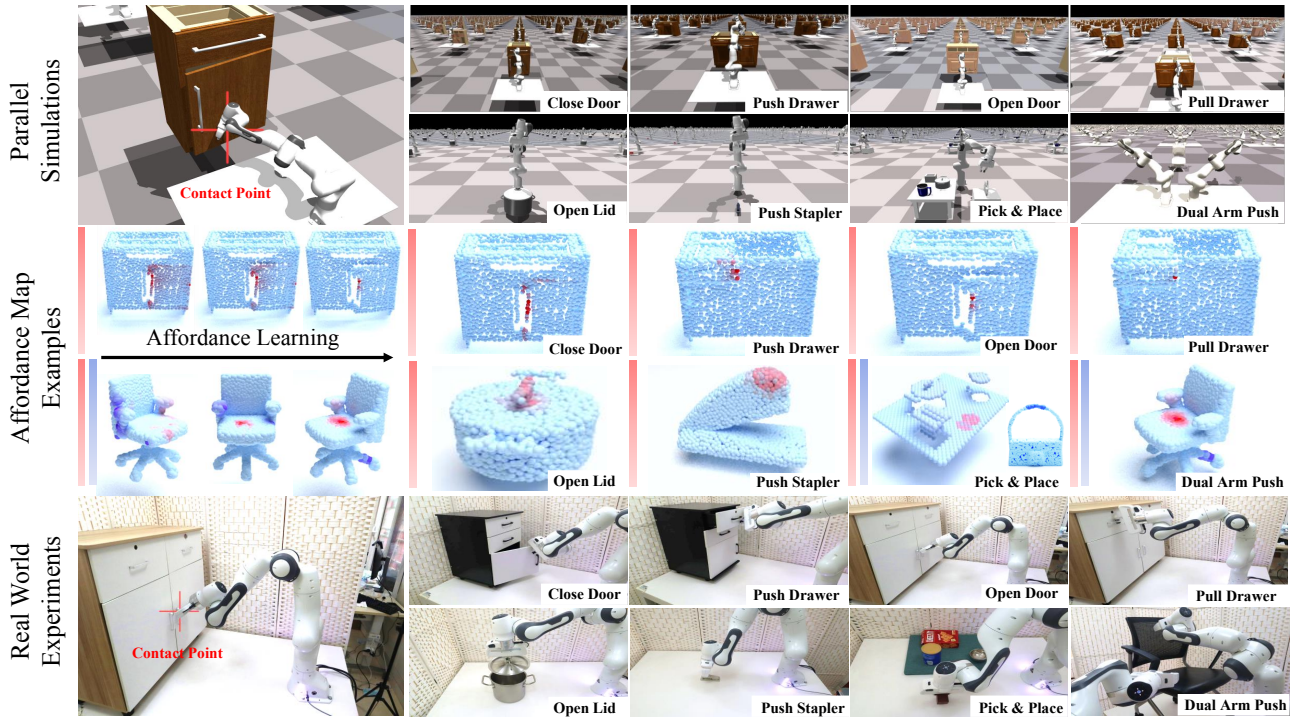 Parallel
Simulations
Contact Point
Close Door
Push Drawer
Open Door
Pull Drawer
Open Lid
Push Stapler
Pick & Place
Dual Arm Push
Affordance Map
Examples
Affordance Learning
Close Door
Push Drawer
Open Door
Pull Drawer
Open Lid
Push Stapler
Pick & Place
Dual Arm Push
Real World
Experiments
Contact Point
Close Door
Push Drawer
Open Door
Pull Drawer
Open Lid
Push Stapler
Pick & Place
Dual Arm Push